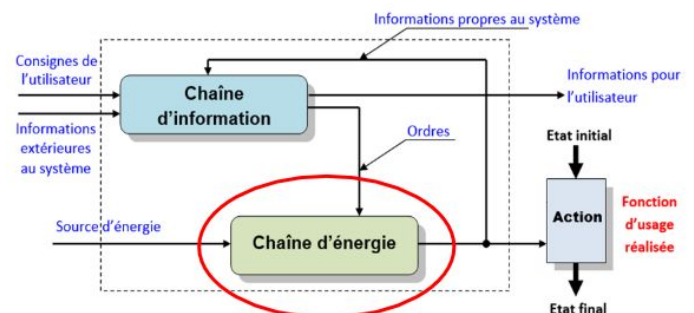 Informations propres au système
Consignes de
l'utilisateur
Chaîne
d'information
Informations pour
l'utilisateur
Informations
extérieures
au système
Ordres
Etat initial
Source d'énergie
Chaîne d'énergie
Action
Fonction
d'usage
réalisée
Etat final